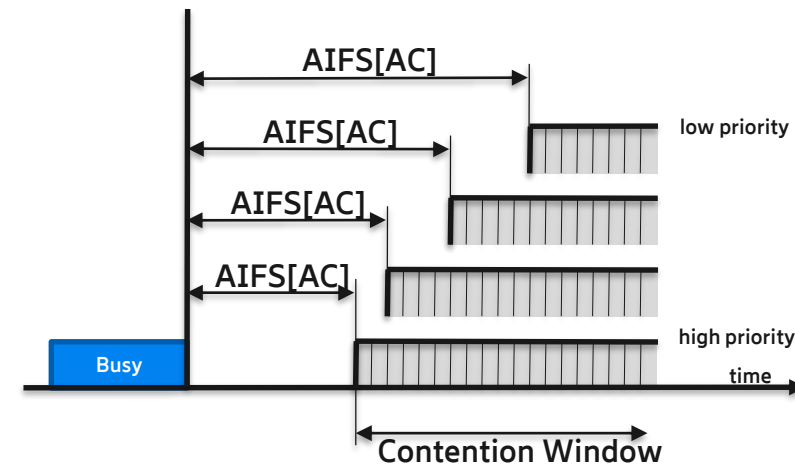 AIFS[AC]
low priority
AIFS[AC]
AIFS[AC]
AIFS[AC]
high priority
Busy
time
Contention Window